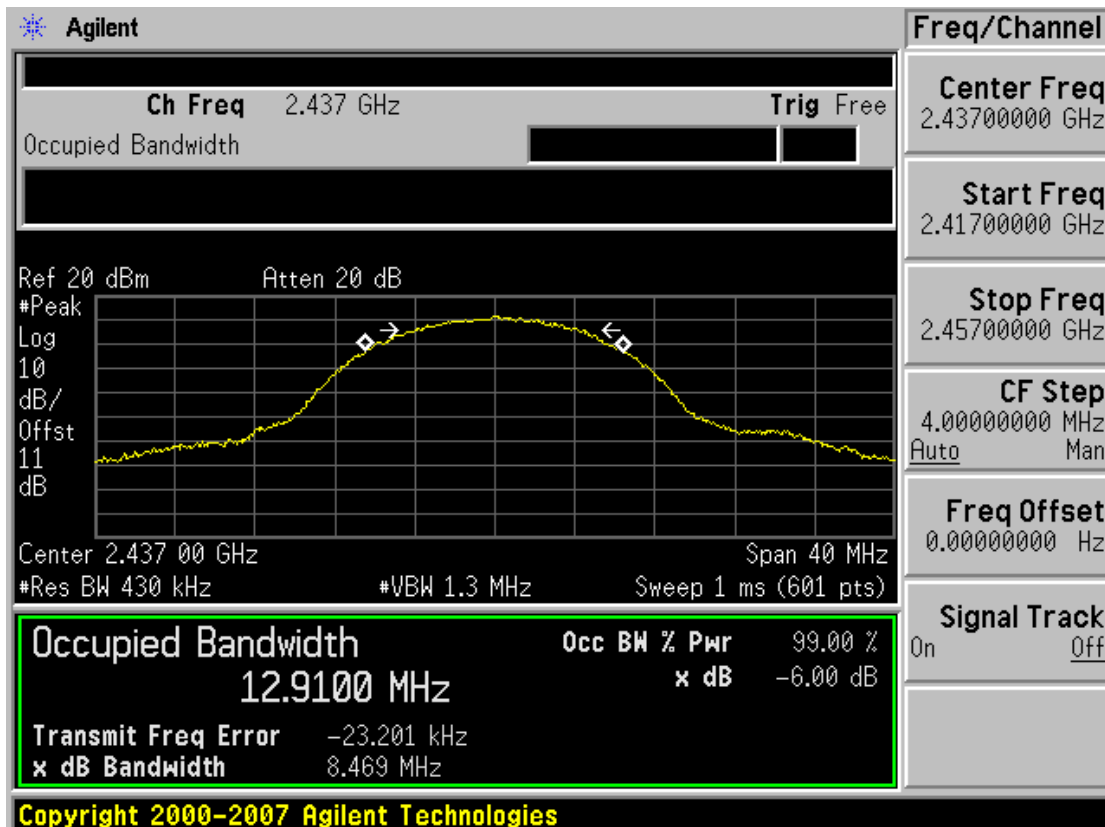 Agilent
Freq/Channel
Ch Freq 2.437 GHz Trig Free
Occupied Bandwidth
Center Freq
2.43700000 GHz
Start Freq
2.41700000 GHz
Stop Freq
2.45700000 GHz
CF Step
4.00000000 MHz
Auto Man
Freq Offset
0.00000000 Hz
Signal Track
On Off
Ref 20 dBm Atten 20 dB
#Peak
Log
10
dB/
Offst
11
dB
Center 2.437 00 GHz Span 40 MHz
#Res BW 430 kHz #VBW 1.3 MHz Sweep 1 ms (601 pts)
Occupied Bandwidth Occ BW % Pwr 99.00 %
12.9100 MHz x dB -6.00 dB
Transmit Freq Error -23.201 kHz
x dB Bandwidth 8.469 MHz
Copyright 2000-2007 Agilent Technologies